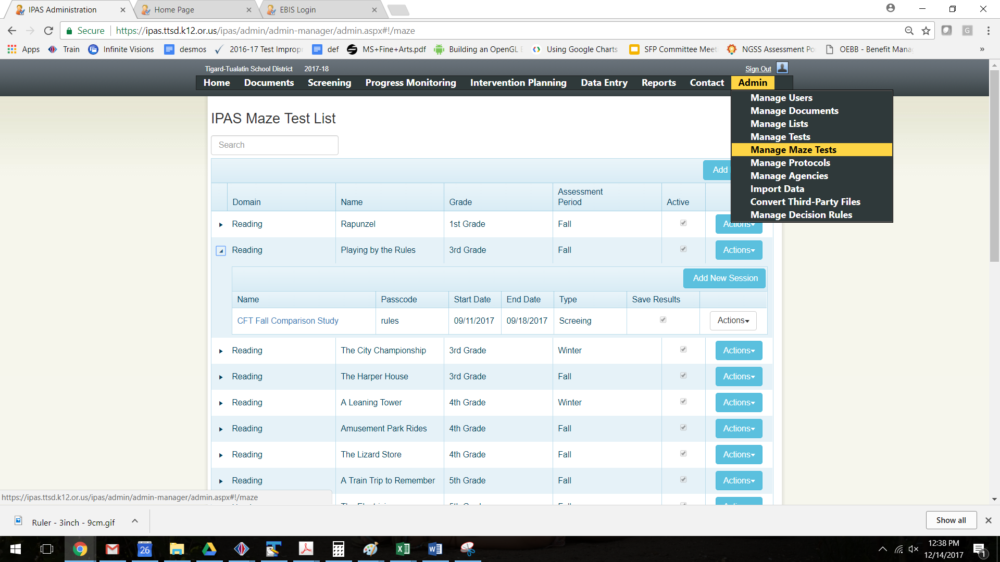 IPAS Administration
Home Page
EBIS Login
Secure
https://ipas.ttsd.k12.or.us/ipas/admin/admin-manager/admin.aspx#!/maze
G
Apps
Train
Infinite Visions
desmos
2016-17 Test Improp
def
MS+Fine+Arts.pdf
Building an OpenGL
Using Google Charts
SFP Committee Meet
NGSS Assessment Po
OEBB - Benefit Mana
»
Tigard-Tualatin School District 2017-18
Sign Out
Home Documents Screening Progress Monitoring Intervention Planning Data Entry Reports Contact Admin
Manage Users
Manage Documents
Manage Lists
Manage Tests
Manage Maze Tests
Manage Protocols
Manage Agencies
Import Data
Convert Third-Party Files
Manage Decision Rules
IPAS Maze Test List
Search
Add
Domain Name Grade Assessment Period Active
Reading Rapunzel 1st Grade Fall Actions
Reading Playing by the Rules 3rd Grade Fall Actions
Add New Session
Name Passcode Start Date End Date Type Save Results
CFT Fall Comparison Study rules 09/11/2017 09/18/2017 Screeing Actions
Reading The City Championship 3rd Grade Winter Actions
Reading The Harper House 3rd Grade Fall Actions
Reading A Leaning Tower 4th Grade Winter Actions
Reading Amusement Park Rides 4th Grade Fall Actions
Reading The Lizard Store 4th Grade Fall Actions
Reading A Train Trip to Remember 5th Grade Fall Actions
https://ipas.ttsd.k12.or.us/ipas/admin/admin-manager/admin.aspx#!/maze
Ruler - 3inch - 9cm.gif
Show all
26
12:38 PM
12/14/2017
1